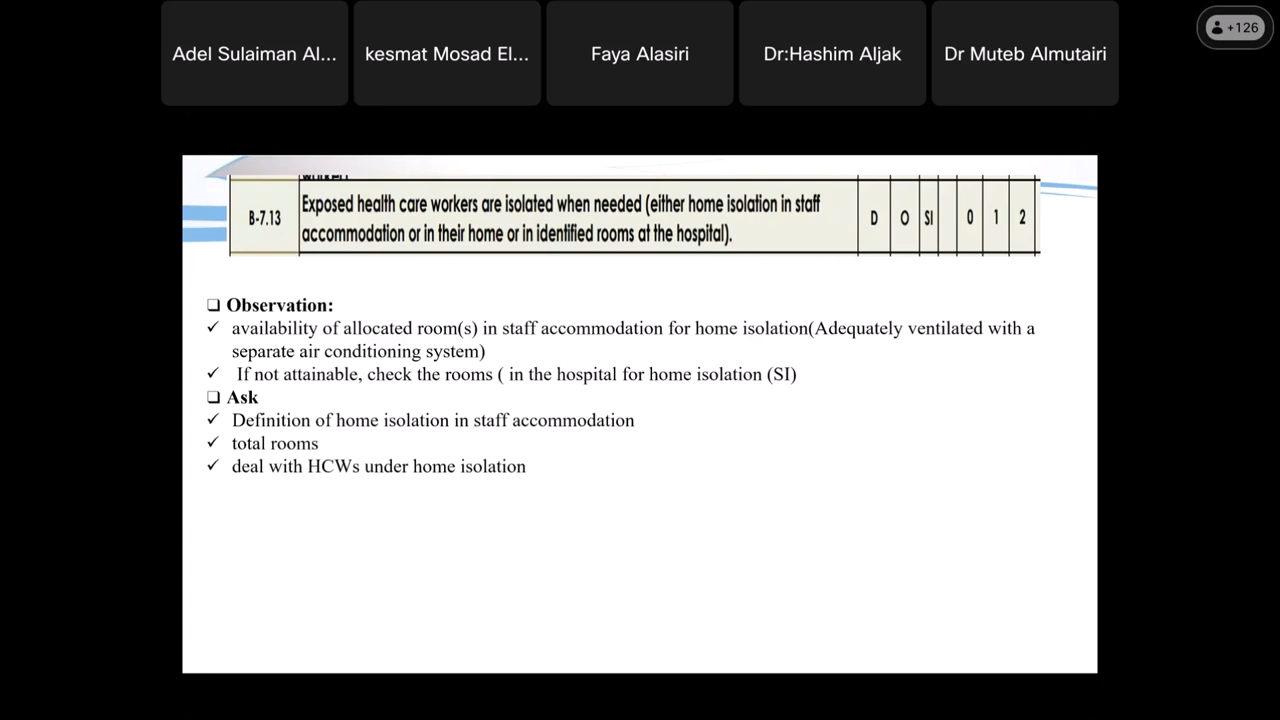 Adel Sulaiman Al...
kesmat Mosad El...
Faya Alasiri
Dr:Hashim Aljak
Dr Muteb Almutairi
+126
B-7.13
Exposed health care workers are isolated when needed (either home isolation in staff
accommodation or in their home or in identified rooms at the hospital).
D O SI 0 1 2
❑ Observation:
✓ availability of allocated room(s) in staff accommodation for home isolation(Adequately ventilated with a
separate air conditioning system)
✓ If not attainable, check the rooms ( in the hospital for home isolation (SI)
❑ Ask
✓ Definition of home isolation in staff accommodation
✓ total rooms
✓ deal with HCWs under home isolation